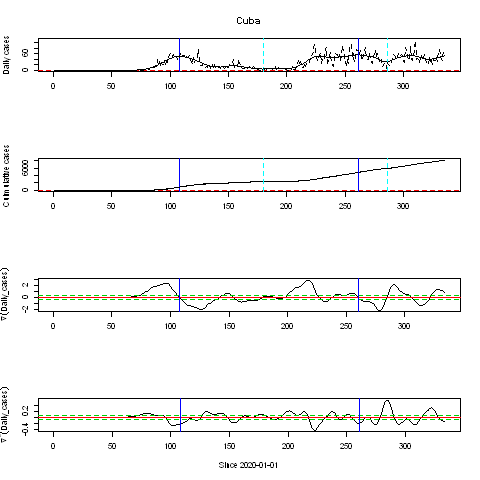 Cuba
Daily cases
0 50
0 50 100 150 200 250 300
Cumulative cases
0 6000
0 50 100 150 200 250 300
∇(Daily_cases)
-2 0 2
0 50 100 150 200 250 300
-0.4 0.2
0 50 100 150 200 250 300
Since 2020-01-01